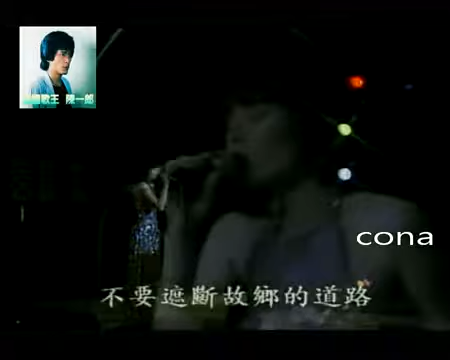 歌王 陳一郎
cona
不要遮斷故鄉的道路